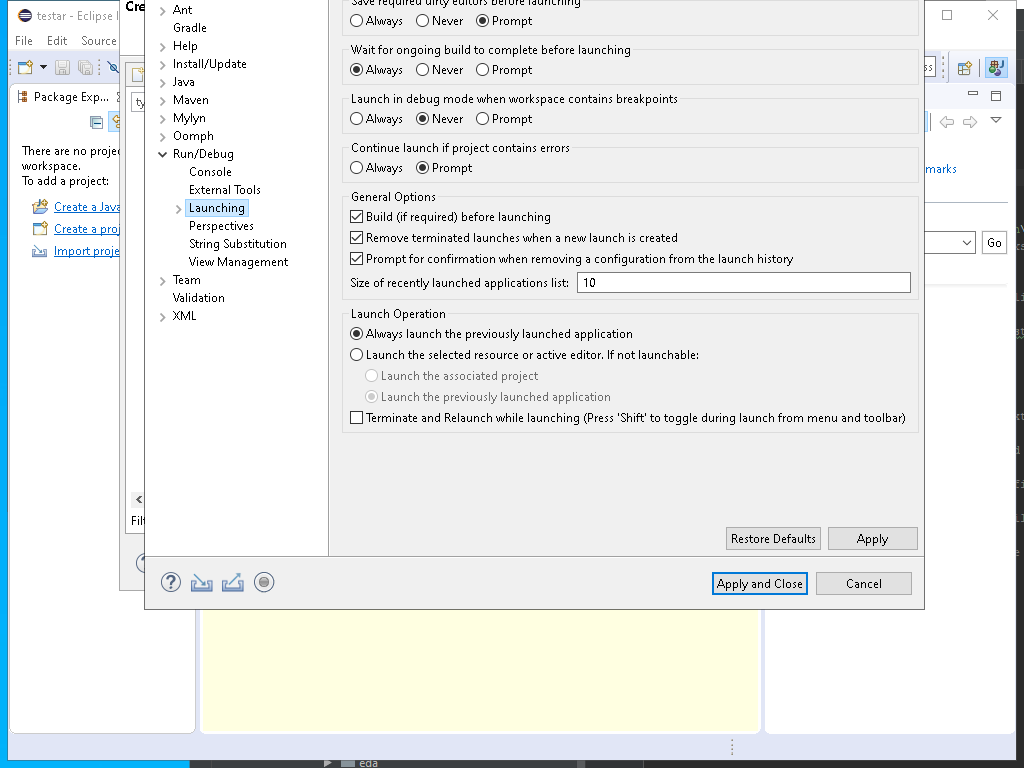 testar - Eclipse I
Cre
File Edit Source
Package Exp...
ty
There are no proje
workspace.
To add a project:
Create a Java
Create a proj
Import proje
Filt
Ant
Gradle
Help
Install/Update
Java
Maven
Mylyn
Oomph
Run/Debug
Console
External Tools
Launching
Perspectives
String Substitution
View Management
Team
Validation
XML
Save required dirty editors before launching
Always Never Prompt
Wait for ongoing build to complete before launching
Always Never Prompt
Launch in debug mode when workspace contains breakpoints
Always Never Prompt
Continue launch if project contains errors
Always Prompt
General Options
Build (if required) before launching
Remove terminated launches when a new launch is created
Prompt for confirmation when removing a configuration from the launch history
Size of recently launched applications list: 10
Launch Operation
Always launch the previously launched application
Launch the selected resource or active editor. If not launchable:
Launch the associated project
Launch the previously launched application
Terminate and Relaunch while launching (Press 'Shift' to toggle during launch from menu and toolbar)
Restore Defaults Apply
Apply and Close Cancel
ss
marks
Go
eda